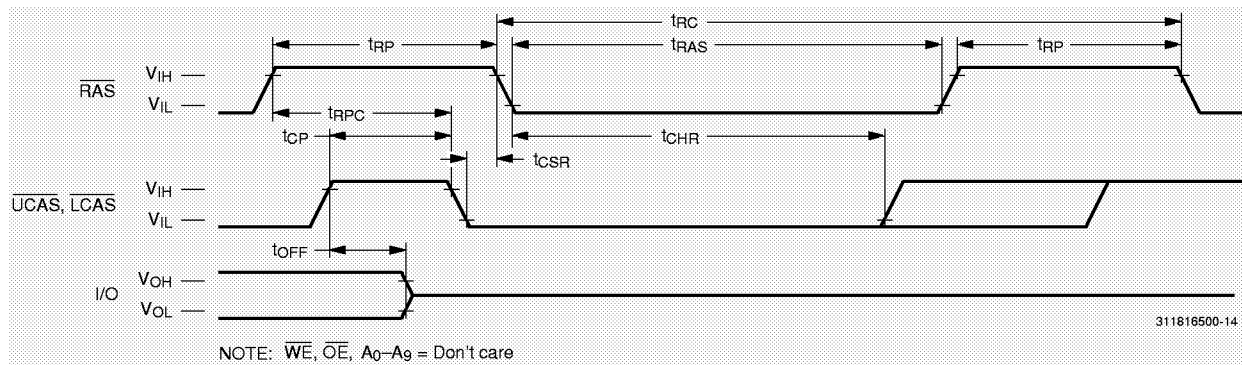 tRC
tRP tRAS tRP
RAS VIH
VIL
tRPC
tCP tCHR
tCSR
UCAS, LCAS VIH
VIL
tOFF
I/O VOH
VOL
311816500-14
NOTE: WE, OE, A0–A9 = Don't care